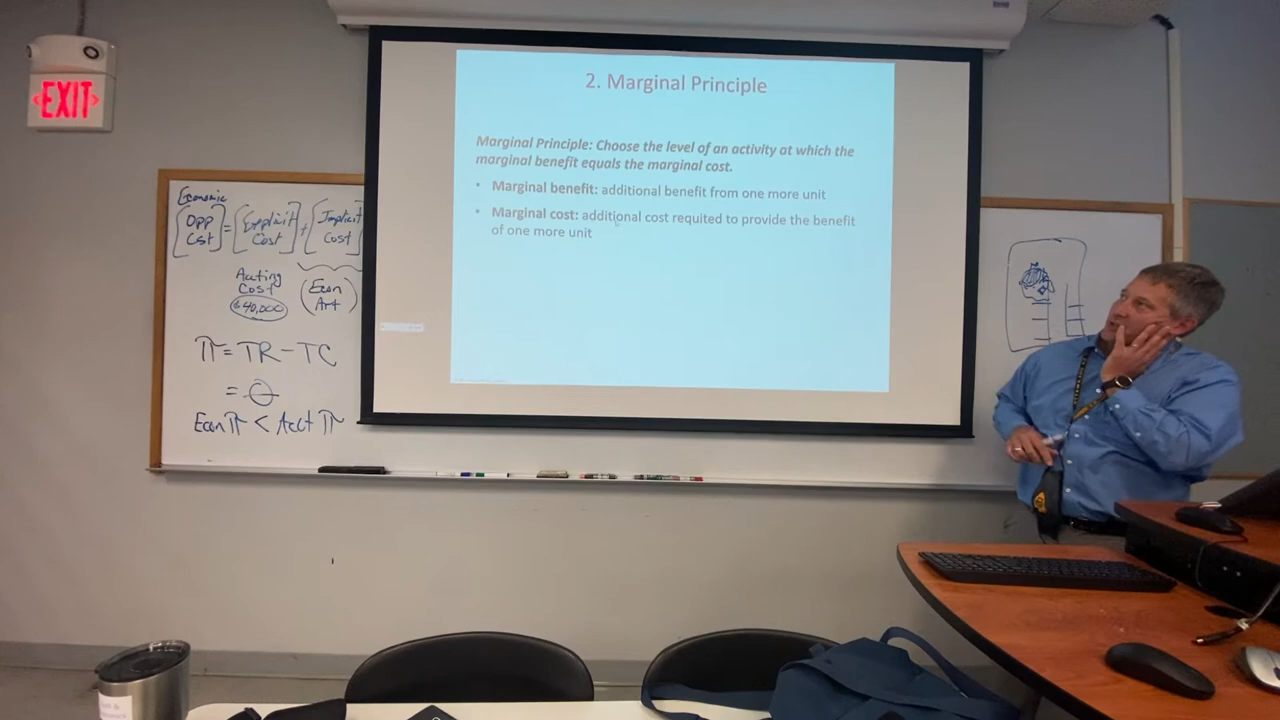 EXIT
2. Marginal Principle
Marginal Principle: Choose the level of an activity at which the
marginal benefit equals the marginal cost.
• Marginal benefit: additional benefit from one more unit
• Marginal cost: additional cost requited to provide the benefit
of one more unit
Economic
[Opp Cst] = [Explicit Cost] + [Implicit Cost
Accting
Cost
$40,000
(Econ Art)
π = TR - TC
= 0
Econ π < Acct π